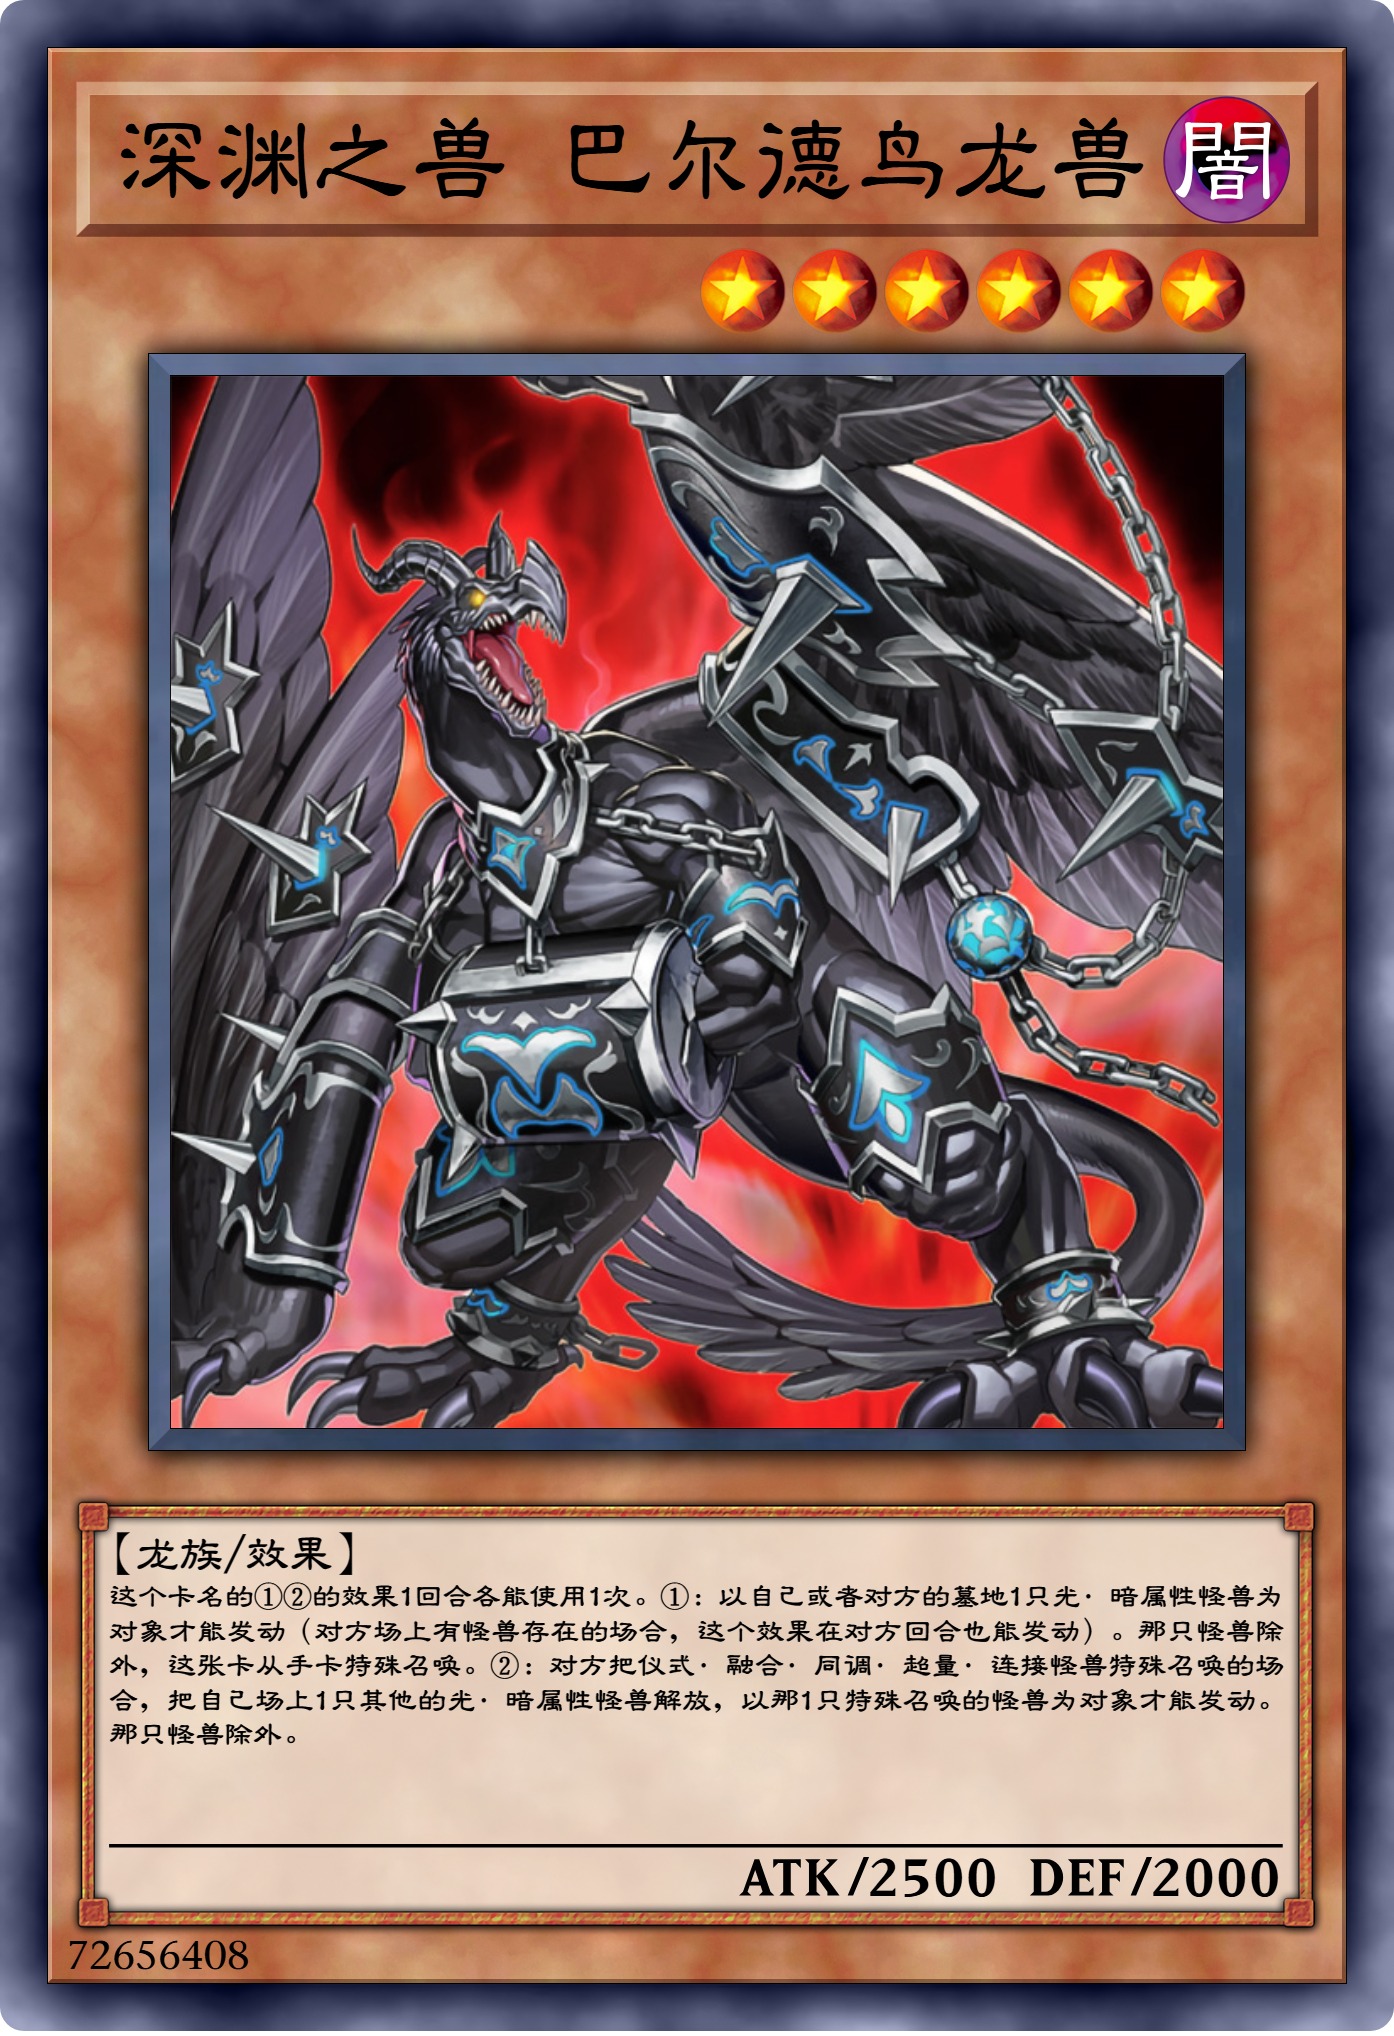 深渊之兽 巴尔德鸟龙兽 闇
【龙族/效果】
这个卡名的①②的效果1回合各能使用1次。①：以自己或者对方的墓地1只光·暗属性怪兽为
对象才能发动（对方场上有怪兽存在的场合，这个效果在对方回合也能发动）。那只怪兽除
外，这张卡从手卡特殊召唤。②：对方把仪式·融合·同调·超量·连接怪兽特殊召唤的场
合，把自己场上1只其他的光·暗属性怪兽解放，以那1只特殊召唤的怪兽为对象才能发动。
那只怪兽除外。
ATK/2500 DEF/2000
72656408